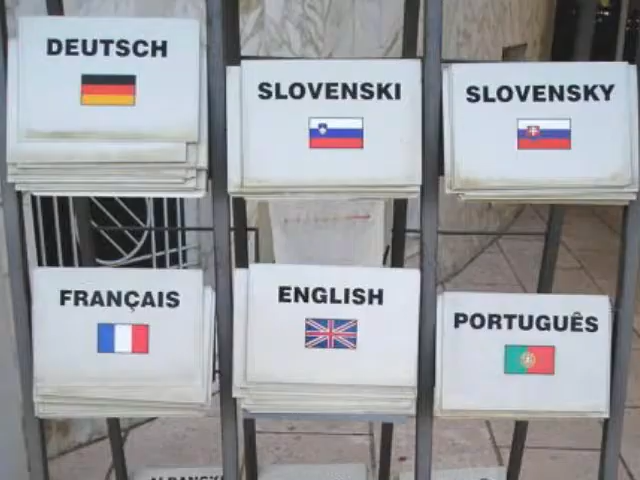 DEUTSCH
SLOVENSKI
SLOVENSKY
FRANÇAIS
ENGLISH
PORTUGUÊS